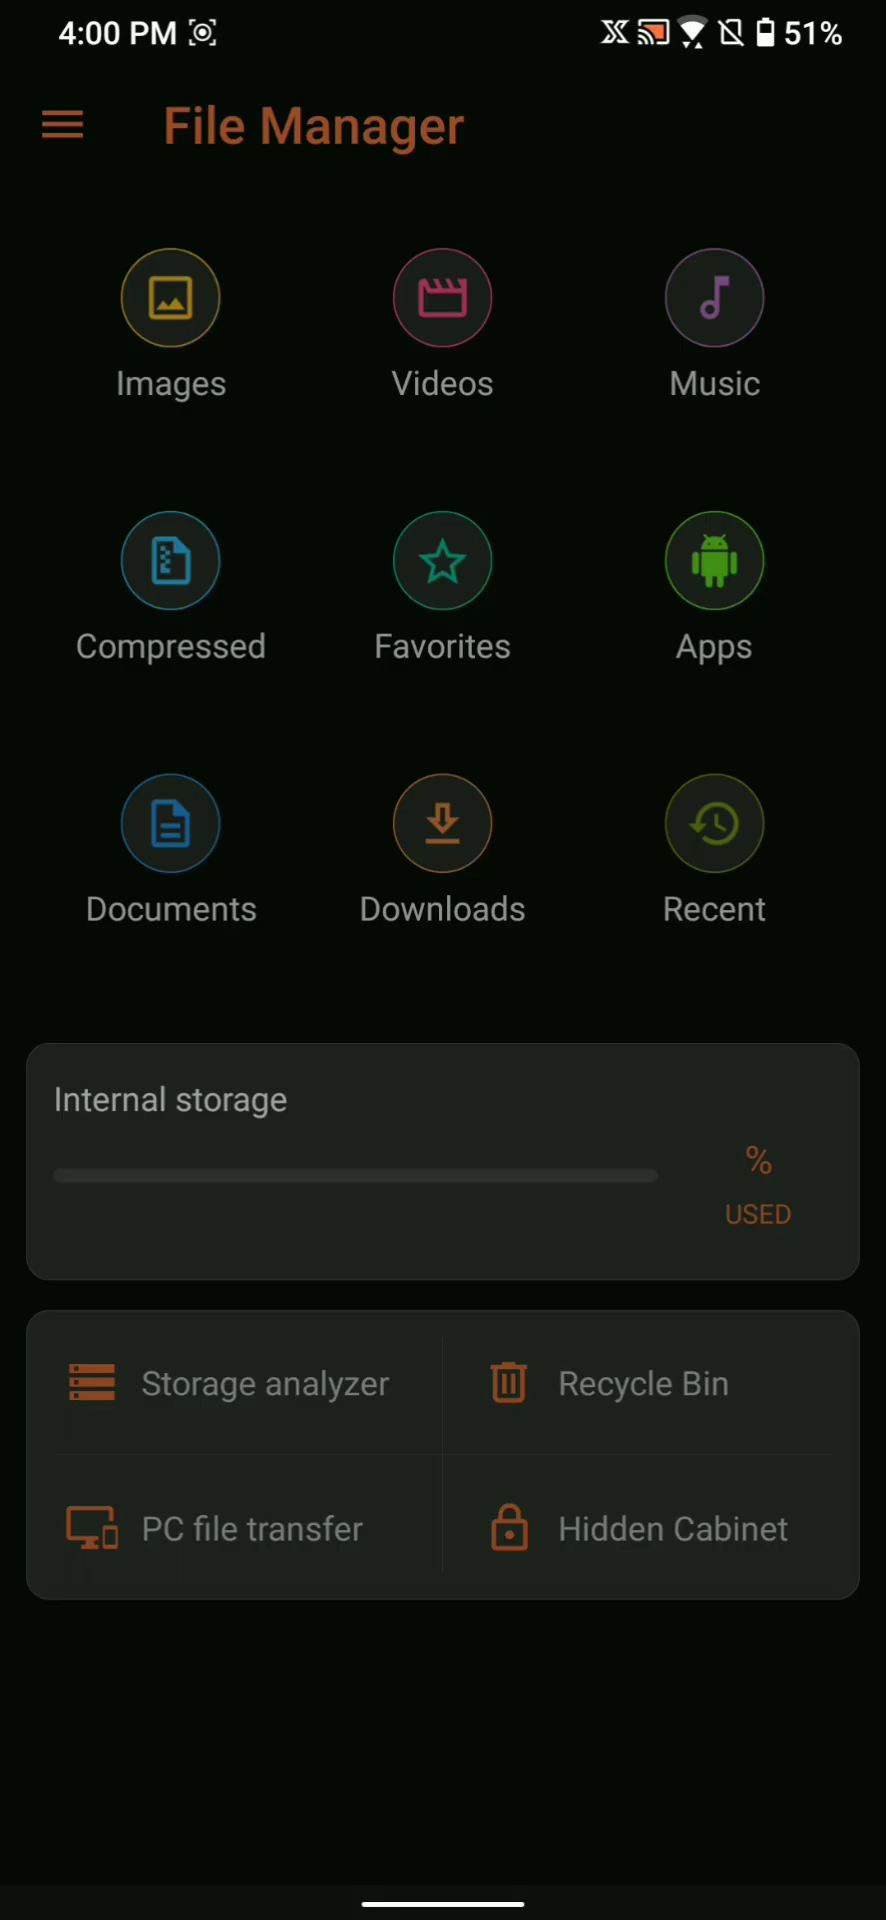 4:00 PM 51%
File Manager
Images Videos Music
Compressed Favorites Apps
Documents Downloads Recent
Internal storage
%
USED
Storage analyzer Recycle Bin
PC file transfer Hidden Cabinet